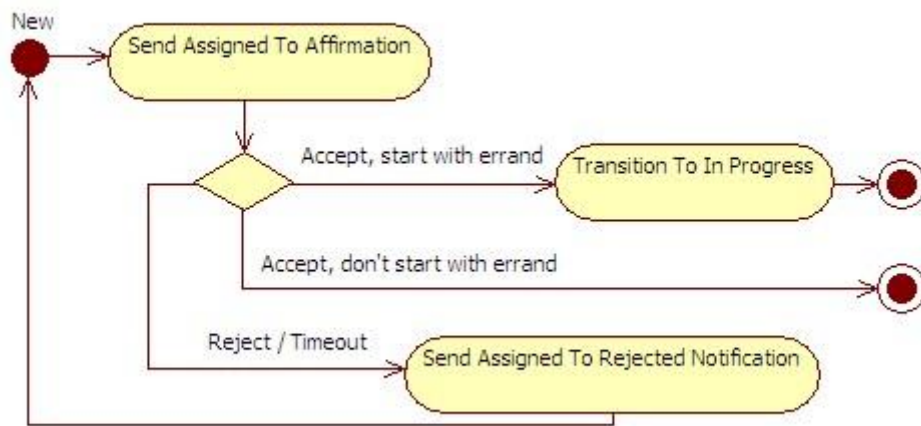 New
Send Assigned To Affirmation
Accept, start with errand
Transition To In Progress
Accept, don't start with errand
Reject / Timeout
Send Assigned To Rejected Notification